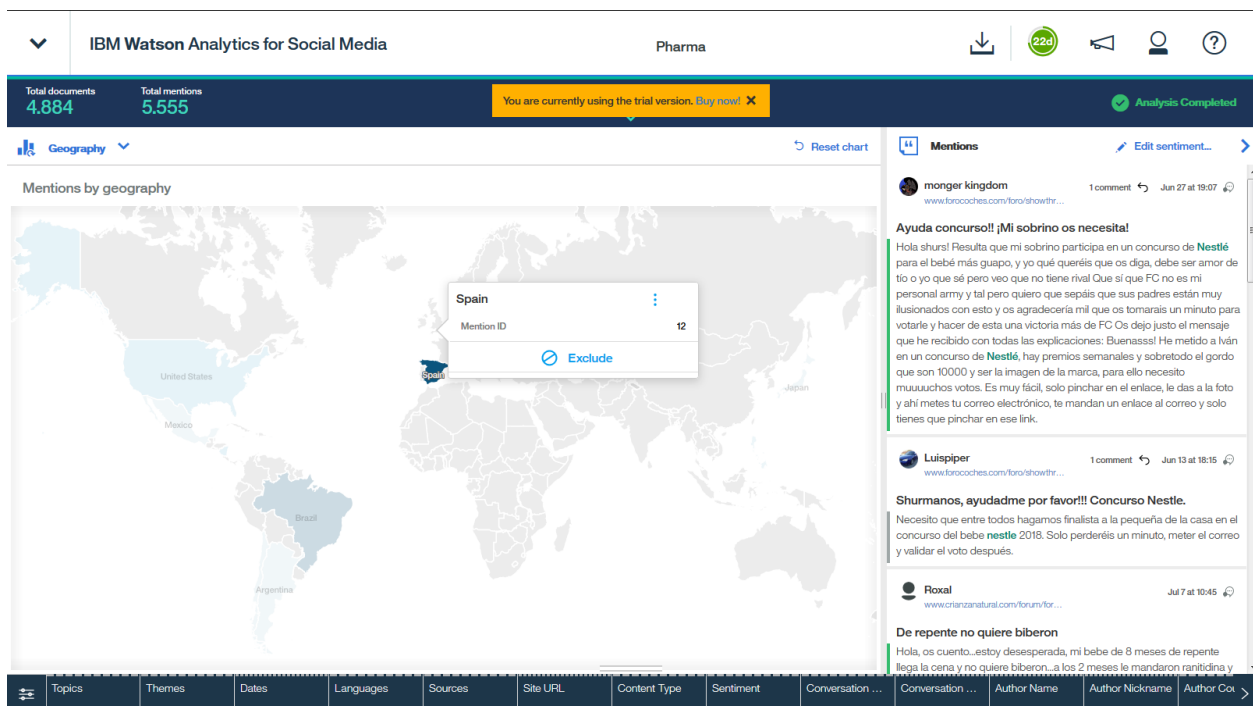 IBM Watson Analytics for Social Media
Pharma
22d
Total documents
4.884
Total mentions
5.555
You are currently using the trial version. Buy now!
Analysis Completed
Geography
Reset chart
Mentions by geography
United States
Mexico
Brazil
Argentina
Spain
Japan
Spain
Mention ID 12
Exclude
Mentions
Edit sentiment...
monger kingdom
1 comment
Jun 27 at 19:07
www.forocoches.com/foro/showthr...
Ayuda concurso!! ¡Mi sobrino os necesita!
Hola shurs! Resulta que mi sobrino participa en un concurso de Nestlé
para el bebé más guapo, y yo qué queréis que os diga, debe ser amor de
tío o yo que sé pero veo que no tiene rival Que sí que FC no es mi
personal army y tal pero quiero que sepáis que sus padres están muy
ilusionados con esto y os agradecería mil que os tomarais un minuto para
votarle y hacer de esta una victoria más de FC Os dejo justo el mensaje
que he recibido con todas las explicaciones: Buenasss! He metido a Iván
en un concurso de Nestlé, hay premios semanales y sobretodo el gordo
que son 10000 y ser la imagen de la marca, para ello necesito
muuuuchos votos. Es muy fácil, solo pinchar en el enlace, le das a la foto
y ahí metes tu correo electrónico, te mandan un enlace al correo y solo
tienes que pinchar en ese link.
Luispiper
1 comment
Jun 13 at 18:15
www.forocoches.com/foro/showthr...
Shurmanos, ayudadme por favor!!! Concurso Nestle.
Necesito que entre todos hagamos finalista a la pequeña de la casa en el
concurso del bebe nestle 2018. Solo perderéis un minuto, meter el correo
y validar el voto después.
Roxal
Jul 7 at 10:45
www.crianzanatural.com/forum/for...
De repente no quiere biberon
Hola, os cuento...estoy desesperada, mi bebe de 8 meses de repente
llega la cena y no quiere biberon...a los 2 meses le mandaron ranitidina y
Topics
Themes
Dates
Languages
Sources
Site URL
Content Type
Sentiment
Conversation ...
Conversation ...
Author Name
Author Nickname
Author Cou